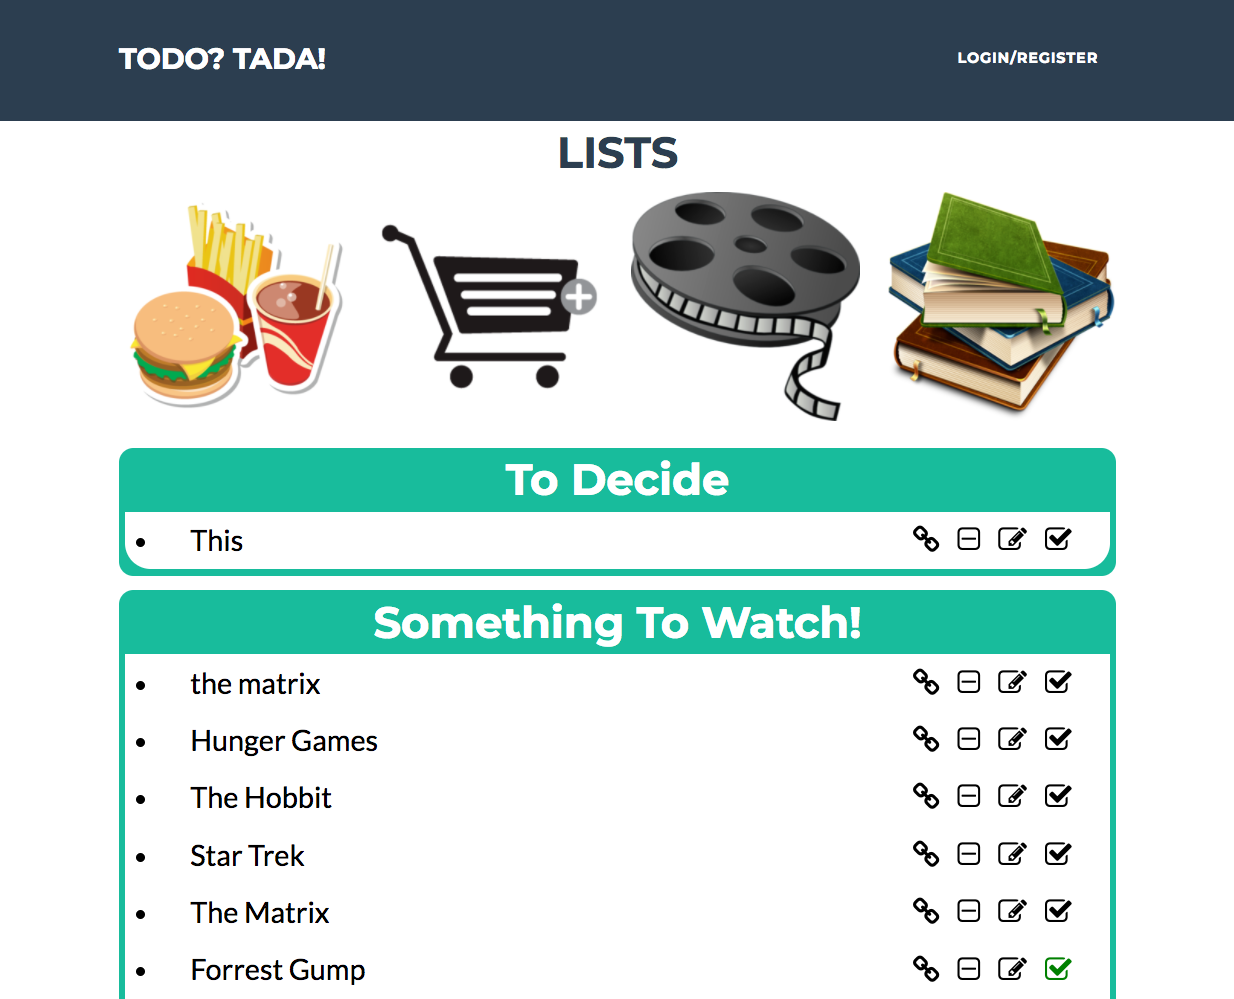 TODO? TADA!
LOGIN/REGISTER
LISTS
To Decide
This
Something To Watch!
the matrix
Hunger Games
The Hobbit
Star Trek
The Matrix
Forrest Gump